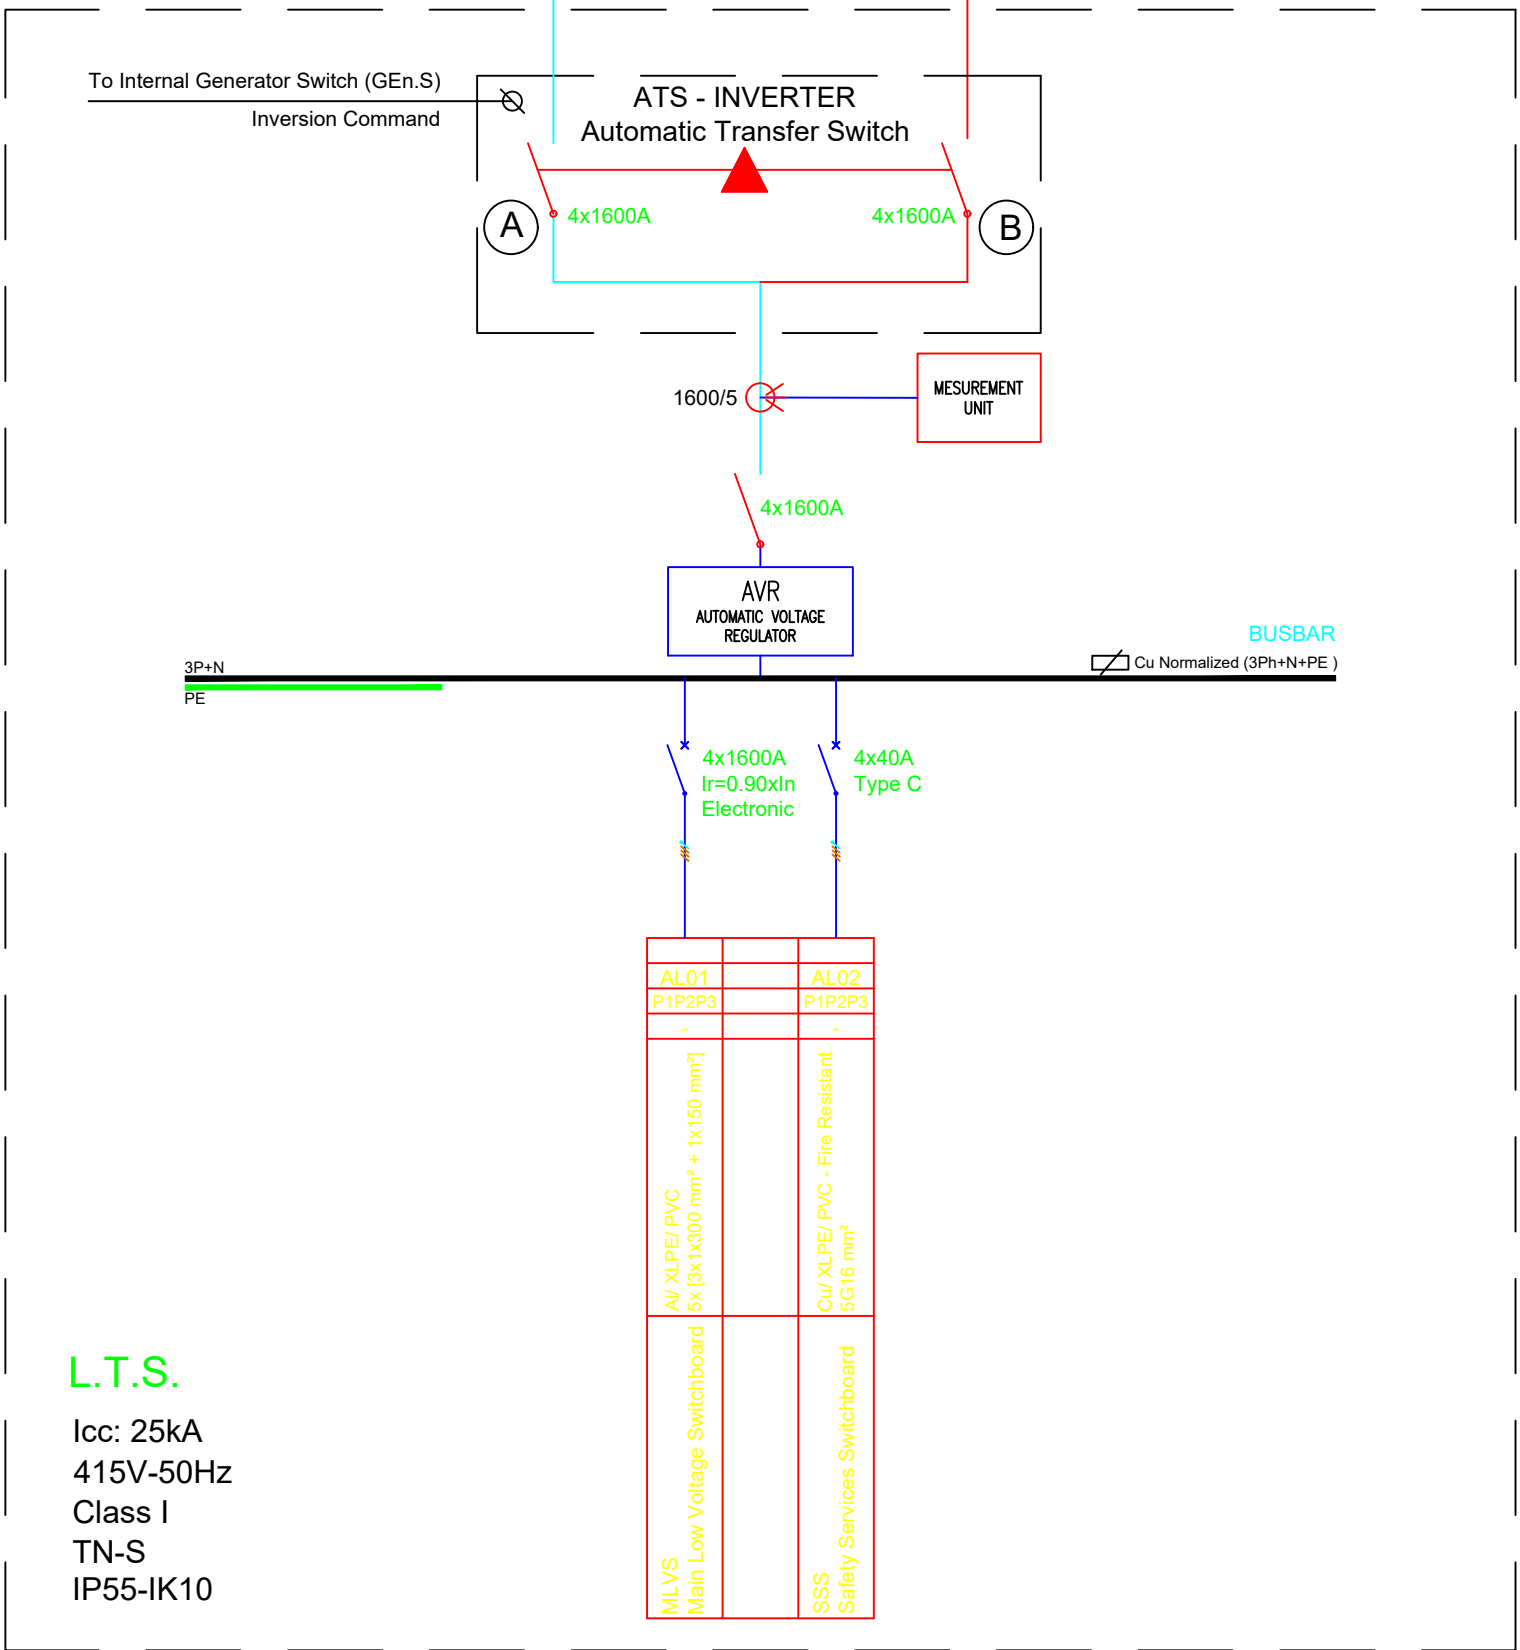 To Internal Generator Switch (GEn.S)
Inversion Command
ATS - INVERTER
Automatic Transfer Switch
A
4x1600A
4x1600A
B
1600/5
MESUREMENT
UNIT
4x1600A
AVR
AUTOMATIC VOLTAGE
REGULATOR
BUSBAR
Cu Normalized (3Ph+N+PE )
3P+N
PE
4x1600A
Ir=0.90xIn
Electronic
4x40A
Type C
AL01
AL02
P1P2P3
P1P2P3
-
-
Al/ XLPE/ PVC
5x [3x1x300 mm² + 1x150 mm²]
Cu/ XLPE/ PVC - Fire Resistant
5G16 mm²
MLVS
Main Low Voltage Switchboard
SSS
Safety Services Switchboard
L.T.S.
Icc: 25kA
415V-50Hz
Class I
TN-S
IP55-IK10